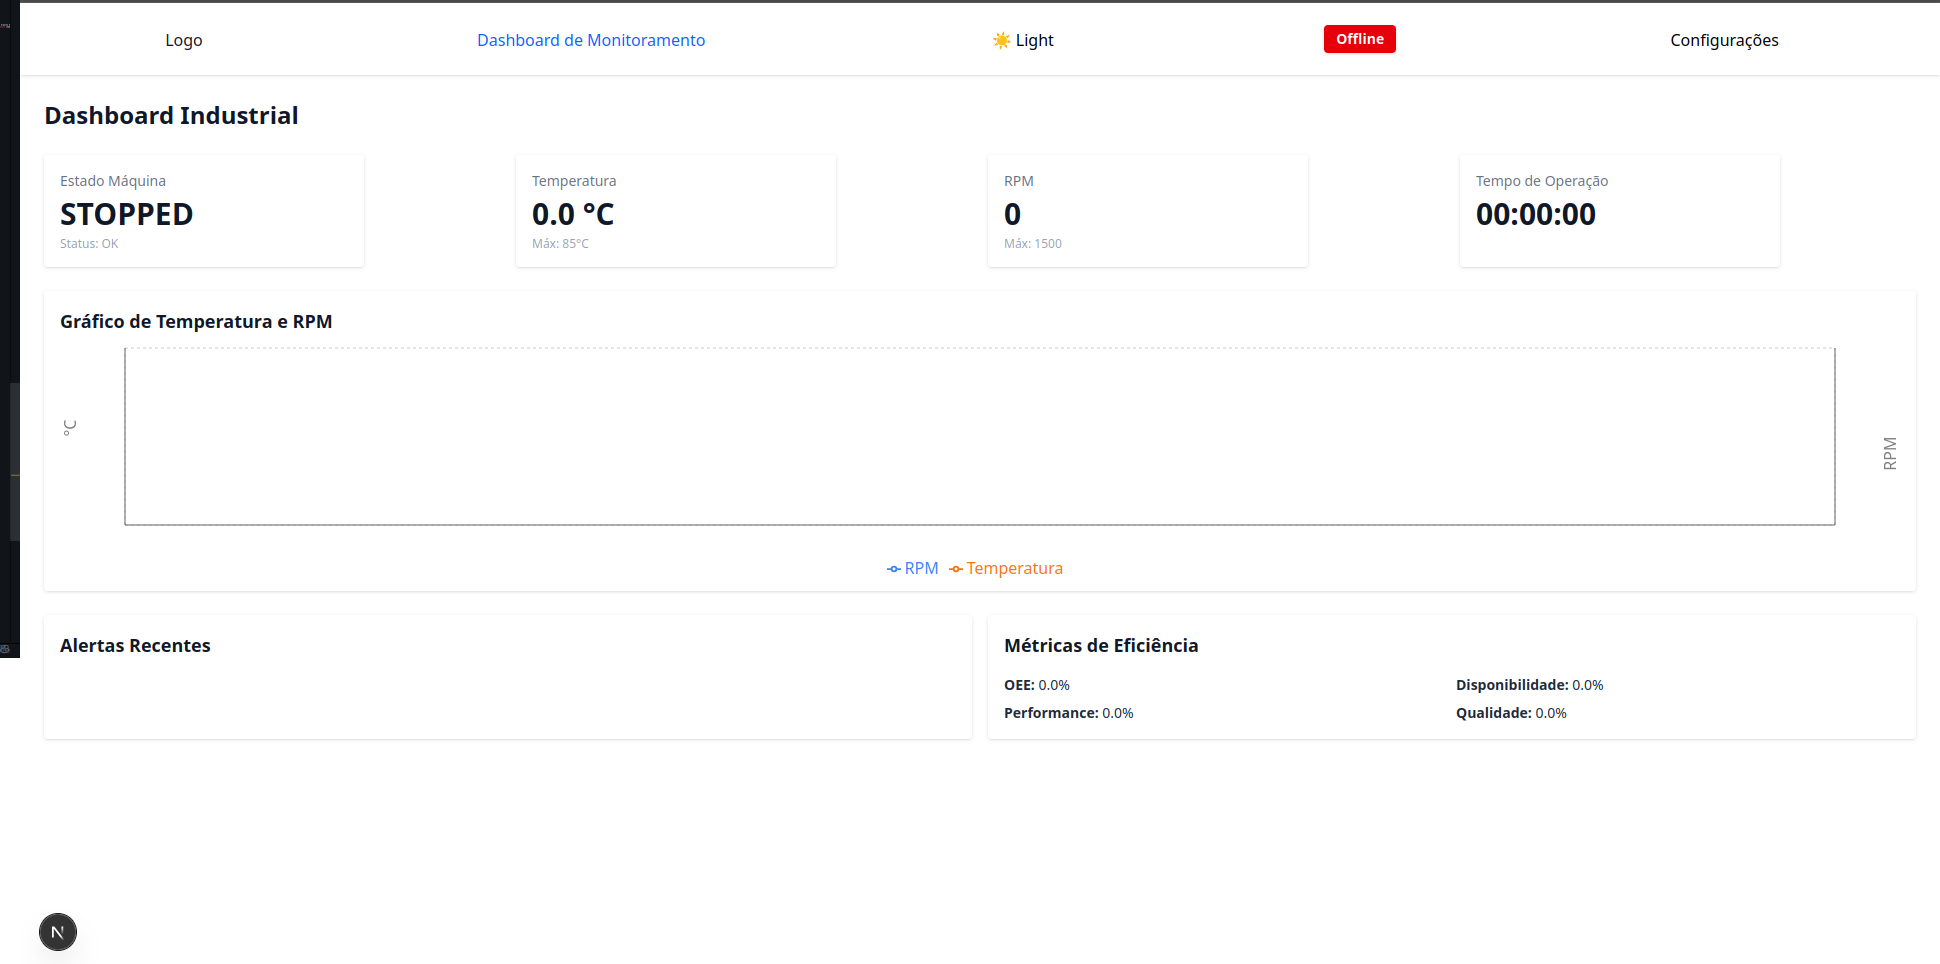 Logo
Dashboard de Monitoramento
☀️ Light
Offline
Configurações
Dashboard Industrial
Estado Máquina
STOPPED
Status: OK
Temperatura
0.0 °C
Máx: 85°C
RPM
0
Máx: 1500
Tempo de Operação
00:00:00
Gráfico de Temperatura e RPM
°C
RPM
RPM
Temperatura
Alertas Recentes
Métricas de Eficiência
OEE: 0.0%
Disponibilidade: 0.0%
Performance: 0.0%
Qualidade: 0.0%
N